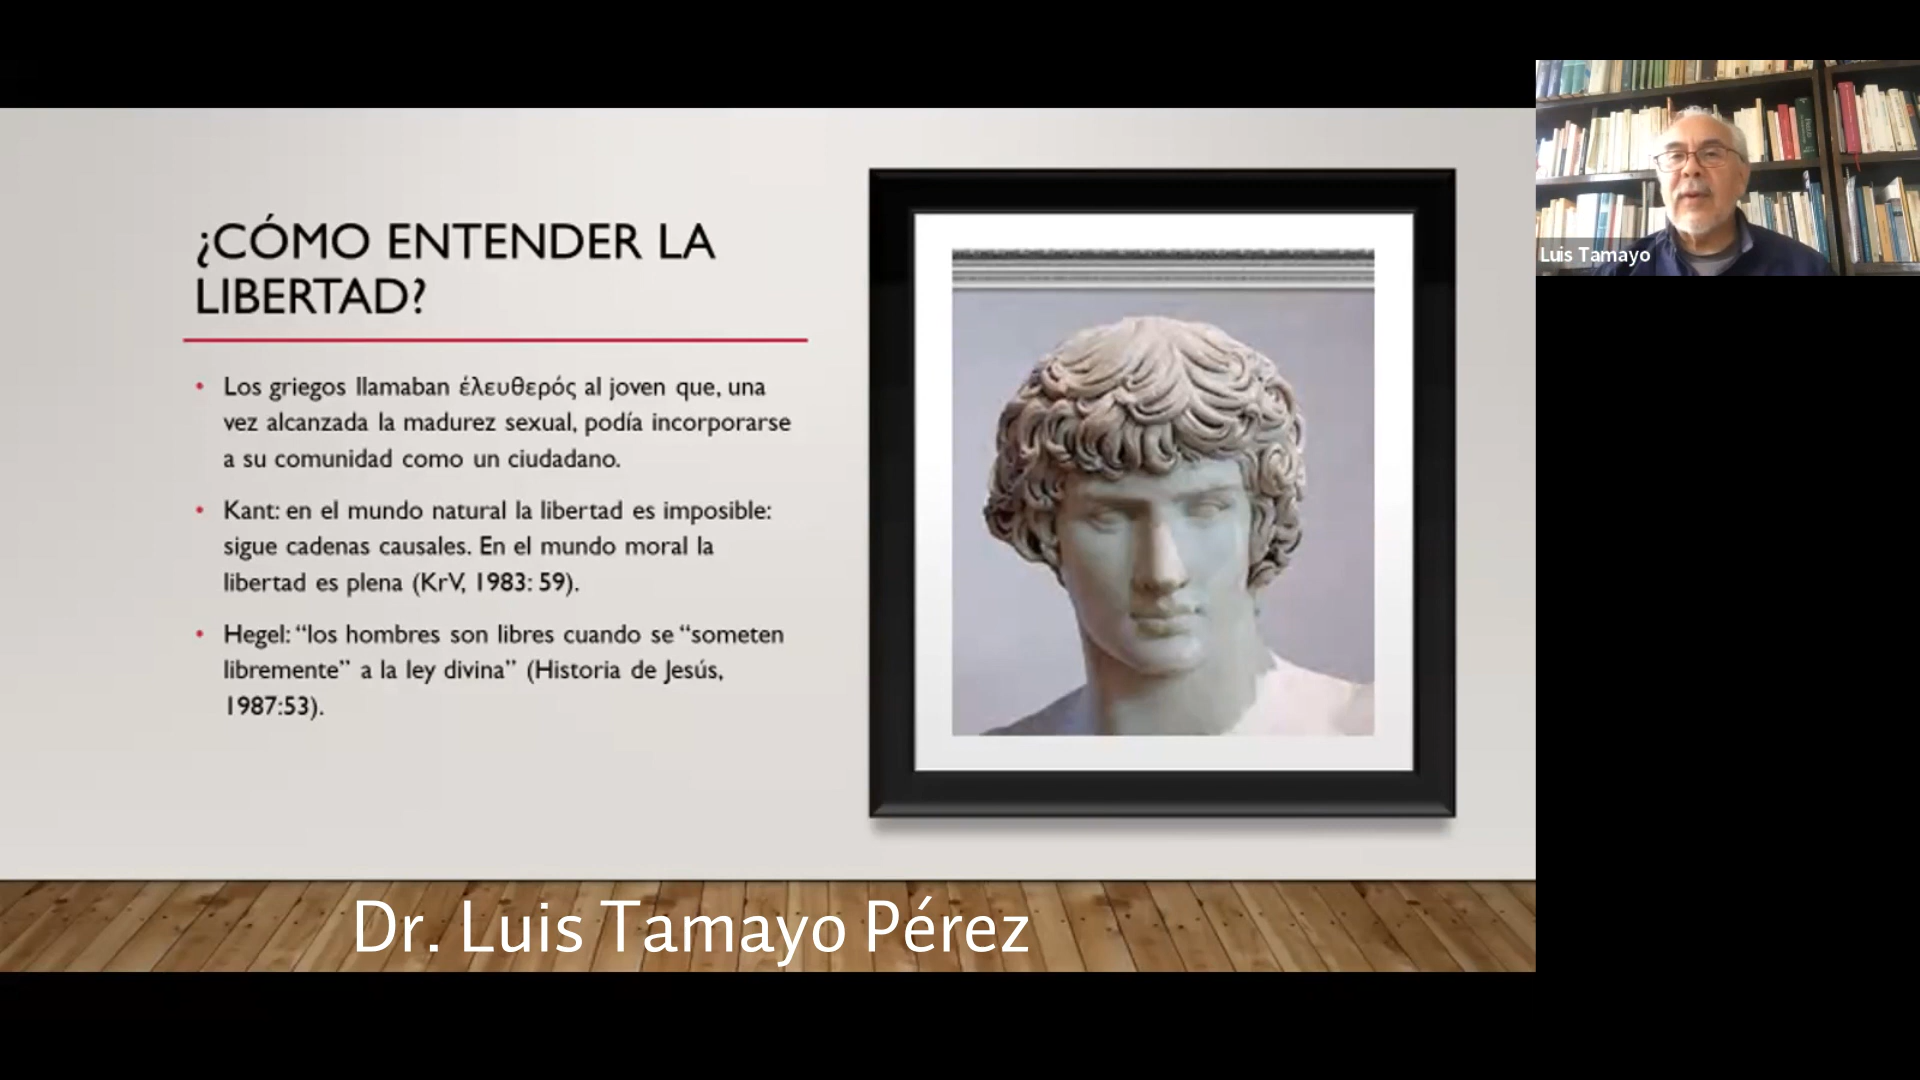 ¿CÓMO ENTENDER LA
LIBERTAD?
• Los griegos llamaban έλευθερός al joven que, una
vez alcanzada la madurez sexual, podía incorporarse
a su comunidad como un ciudadano.
• Kant: en el mundo natural la libertad es imposible:
sigue cadenas causales. En el mundo moral la
libertad es plena (KrV, 1983: 59).
• Hegel: “los hombres son libres cuando se “someten
libremente” a la ley divina” (Historia de Jesús,
1987:53).
Dr. Luis Tamayo Pérez
Luis Tamayo